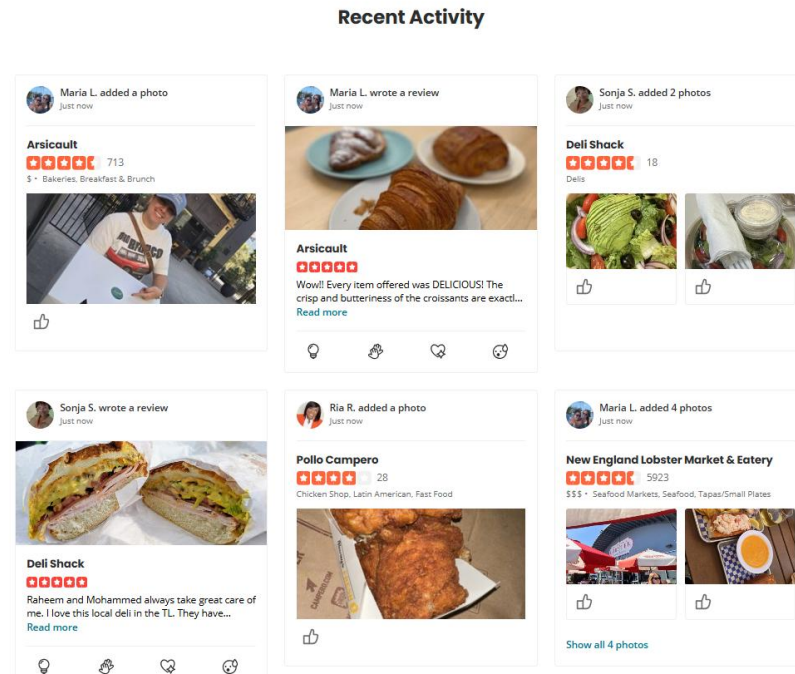 Recent Activity
Maria L. added a photo
Just now
Arsicault
713
$ • Bakeries, Breakfast & Brunch
Maria L. wrote a review
Just now
Arsicault
Wow!! Every item offered was DELICIOUS! The
crisp and butteriness of the croissants are exactl...
Read more
Sonja S. added 2 photos
Just now
Deli Shack
18
Delis
Sonja S. wrote a review
Just now
Deli Shack
Raheem and Mohammed always take great care of
me. I love this local deli in the TL. They have...
Read more
Ria R. added a photo
Just now
Pollo Campero
28
Chicken Shop, Latin American, Fast Food
CAMPERO.COM
Maria L. added 4 photos
Just now
New England Lobster Market & Eatery
5923
$$$ • Seafood Markets, Seafood, Tapas/Small Plates
Show all 4 photos